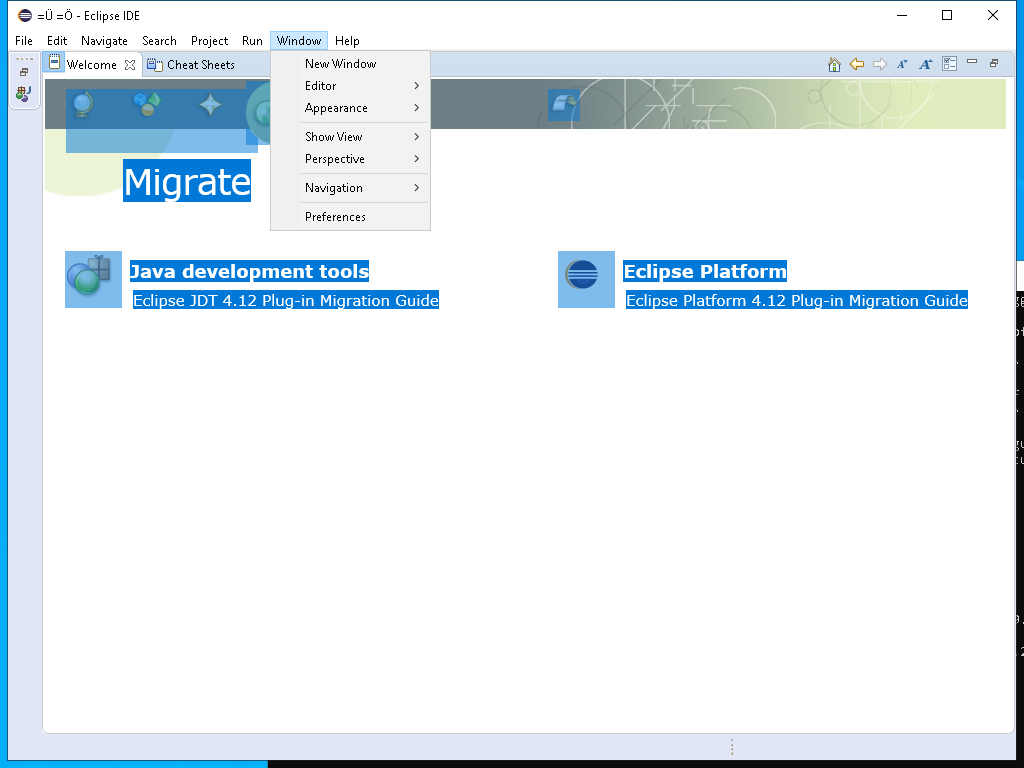 =Ü =Ö - Eclipse IDE
File Edit Navigate Search Project Run Window Help
Welcome Cheat Sheets
New Window
Editor
Appearance
Show View
Perspective
Navigation
Preferences
Migrate
Java development tools
Eclipse JDT 4.12 Plug-in Migration Guide
Eclipse Platform
Eclipse Platform 4.12 Plug-in Migration Guide